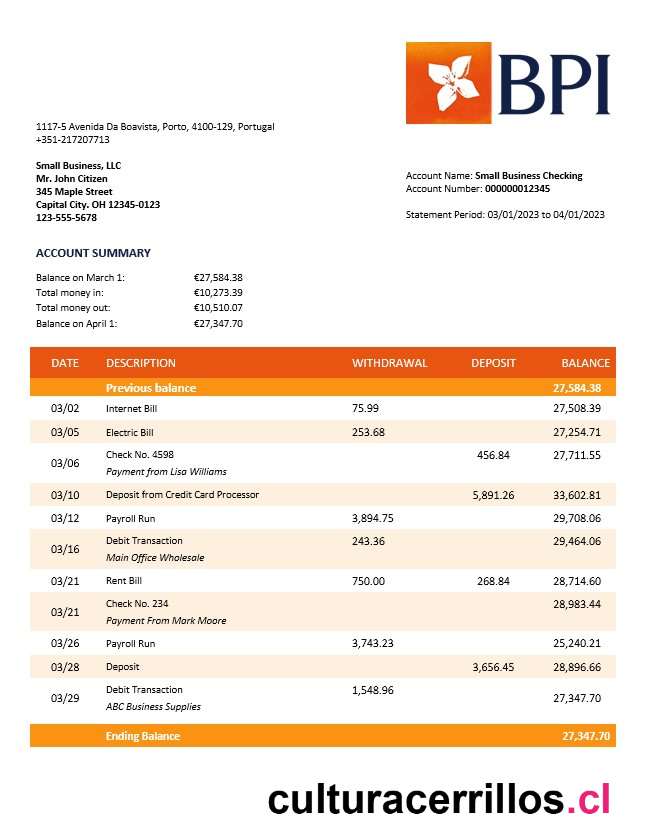 BPI
1117-5 Avenida Da Boavista, Porto, 4100-129, Portugal
+351-217207713
Small Business, LLC
Mr. John Citizen
345 Maple Street
Capital City. OH 12345-0123
123-555-5678
Account Name: Small Business Checking
Account Number: 000000012345
Statement Period: 03/01/2023 to 04/01/2023
ACCOUNT SUMMARY
Balance on March 1: €27,584.38
Total money in: €10,273.39
Total money out: €10,510.07
Balance on April 1: €27,347.70
DATE DESCRIPTION WITHDRAWAL DEPOSIT BALANCE
Previous balance 27,584.38
03/02 Internet Bill 75.99 27,508.39
03/05 Electric Bill 253.68 27,254.71
03/06 Check No. 4598 456.84 27,711.55
Payment from Lisa Williams
03/10 Deposit from Credit Card Processor 5,891.26 33,602.81
03/12 Payroll Run 3,894.75 29,708.06
03/16 Debit Transaction 243.36 29,464.06
Main Office Wholesale
03/21 Rent Bill 750.00 268.84 28,714.60
03/21 Check No. 234 28,983.44
Payment From Mark Moore
03/26 Payroll Run 3,743.23 25,240.21
03/28 Deposit 3,656.45 28,896.66
03/29 Debit Transaction 1,548.96 27,347.70
ABC Business Supplies
Ending Balance 27,347.70
culturacerrillos.cl